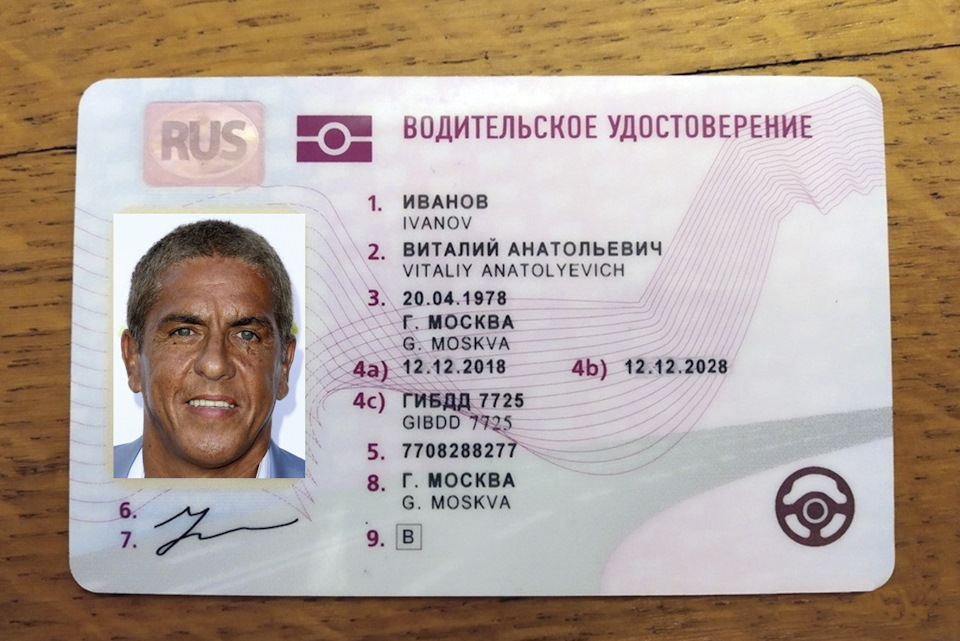 RUS
ВОДИТЕЛЬСКОЕ УДОСТОВЕРЕНИЕ
1. ИВАНОВ
IVANOV
2. ВИТАЛИЙ АНАТОЛЬЕВИЧ
VITALIY ANATOLYEVICH
3. 20.04.1978
Г. МОСКВА
G. MOSKVA
4a) 12.12.2018 4b) 12.12.2028
4c) ГИБДД 7725
GIBDD 7725
5. 7708288277
8. Г. МОСКВА
G. MOSKVA
6.
7.
9. B